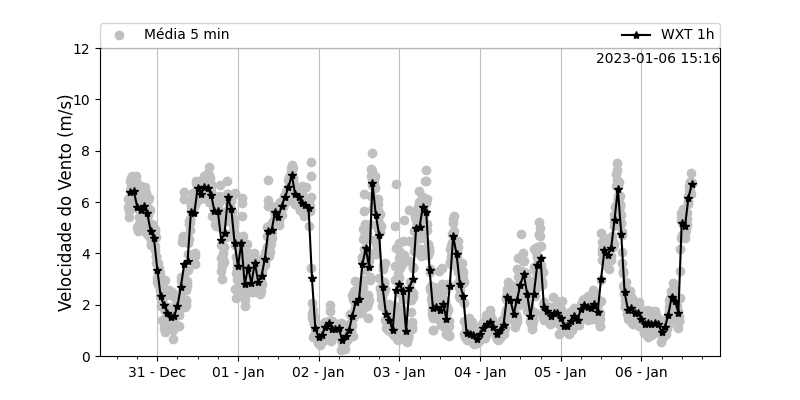 Média 5 min
WXT 1h
2023-01-06 15:16
Velocidade do Vento (m/s)
12
10
8
6
4
2
0
31 - Dec
01 - Jan
02 - Jan
03 - Jan
04 - Jan
05 - Jan
06 - Jan